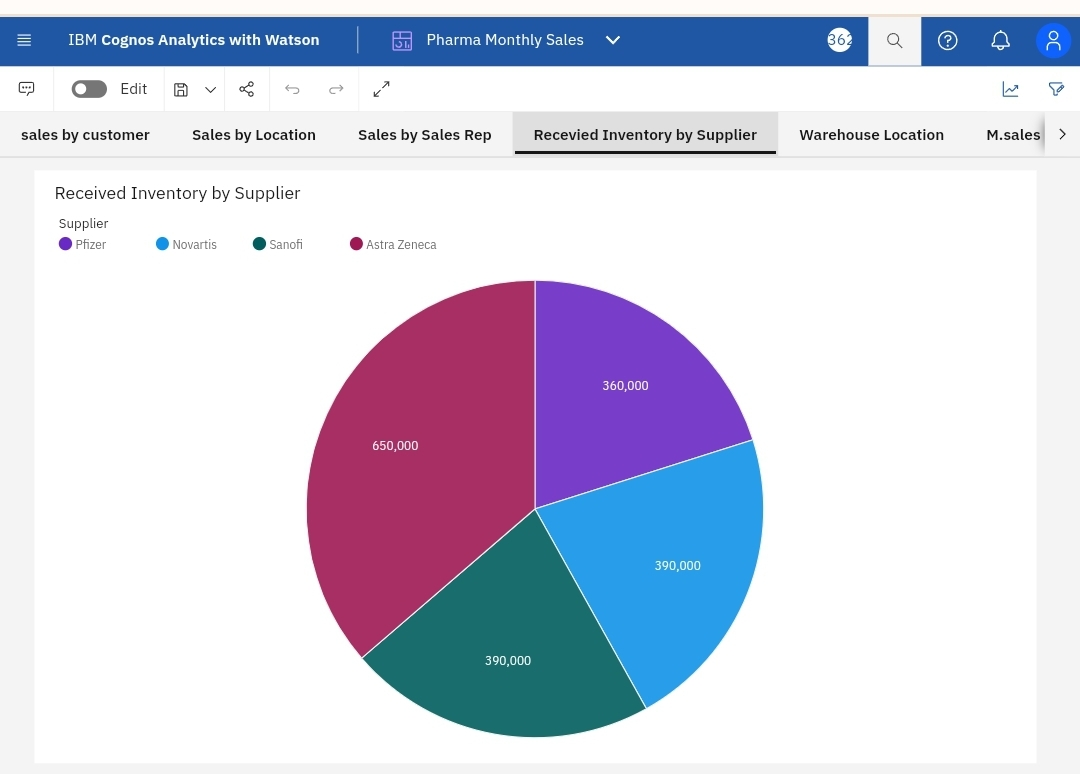 IBM Cognos Analytics with Watson
Pharma Monthly Sales
362
Edit
sales by customer
Sales by Location
Sales by Sales Rep
Recevied Inventory by Supplier
Warehouse Location
M.sales
Received Inventory by Supplier
Supplier
Pfizer
Novartis
Sanofi
Astra Zeneca
360,000
650,000
390,000
390,000